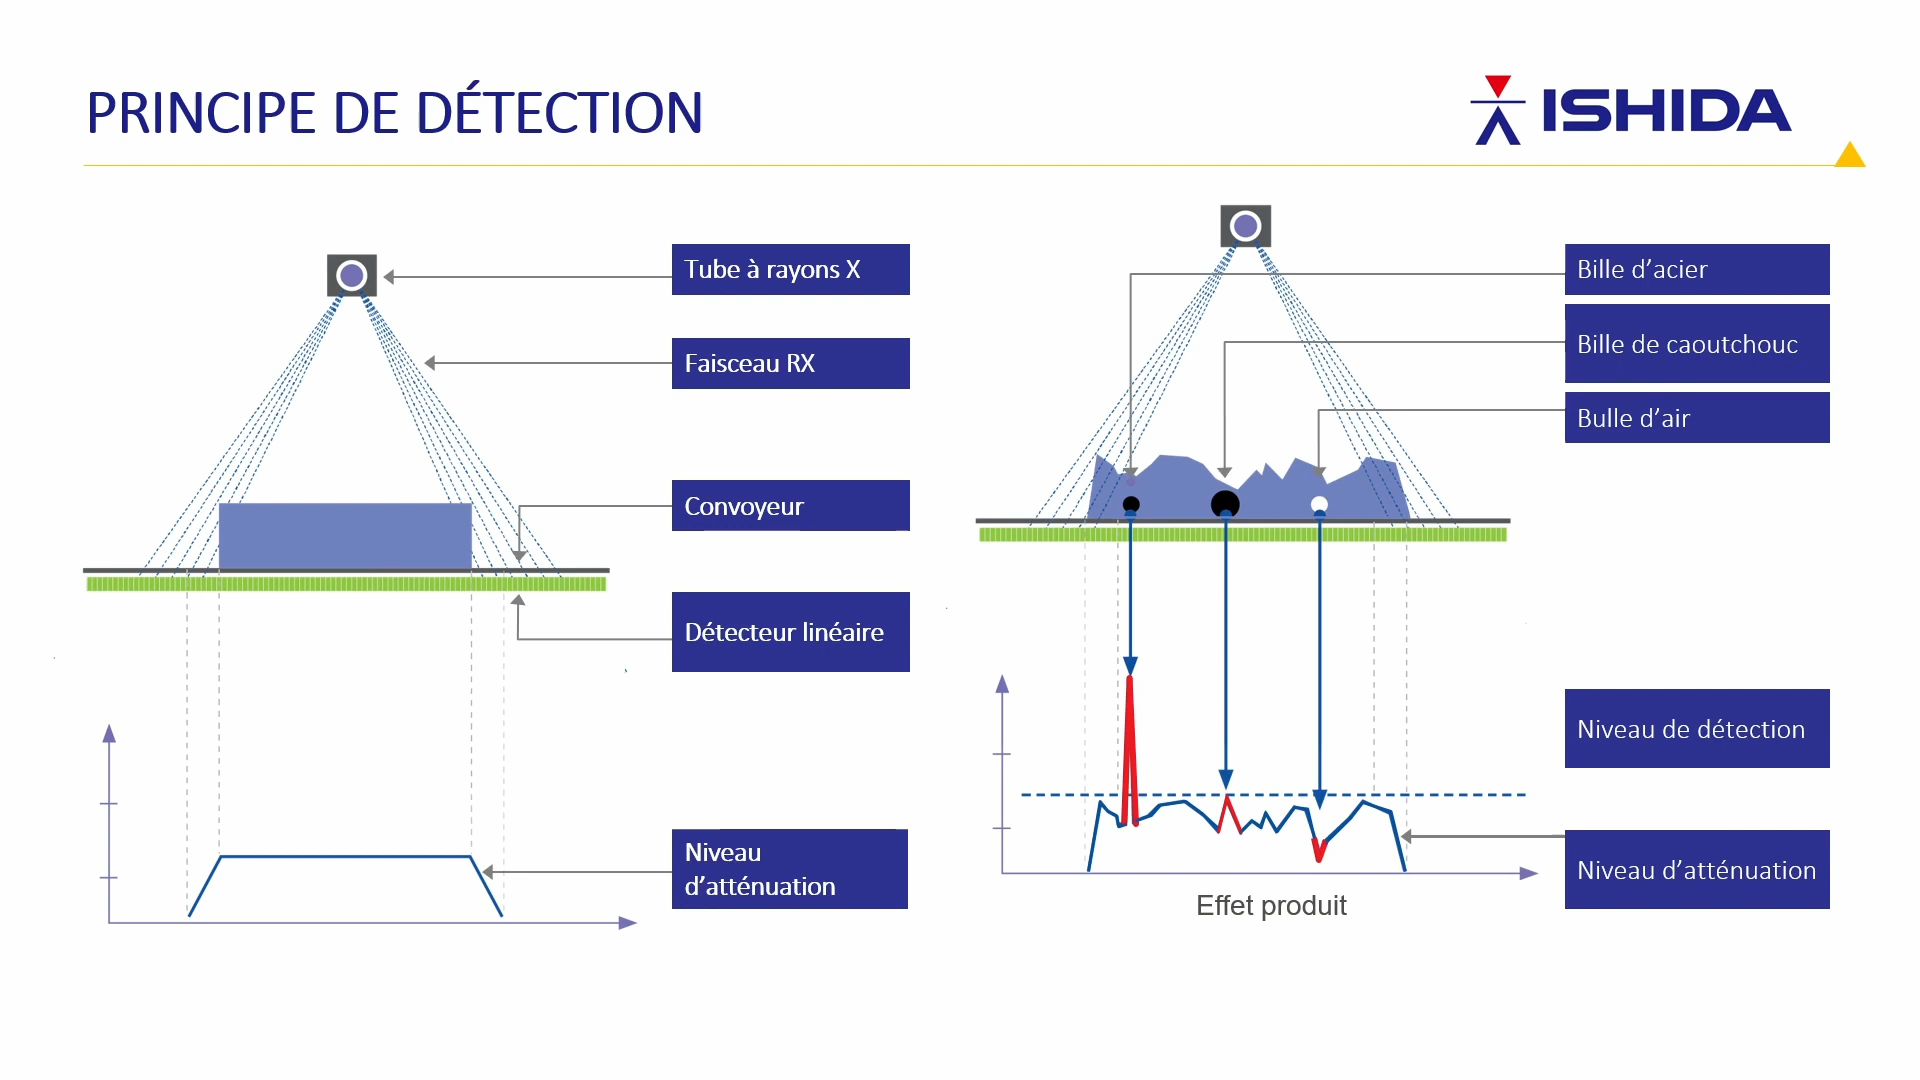 PRINCIPE DE DÉTECTION
ISHIDA
Tube à rayons X
Faisceau RX
Convoyeur
Détecteur linéaire
Niveau
d’atténuation
Bille d’acier
Bille de caoutchouc
Bulle d’air
Niveau de détection
Niveau d’atténuation
Effet produit